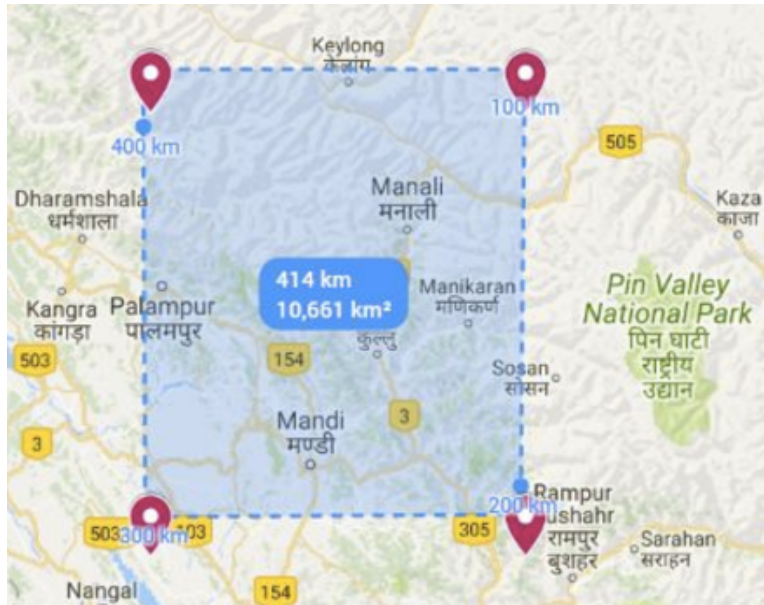 Keylong
केलांग
100 km
400 km
505
Manali
मनाली
Dharamshala
धर्मशाला
Kaza
काजा
414 km
10,661 km²
Manikaran
मणिकर्ण
Pin Valley
National Park
पिन घाटी
राष्ट्रीय
उद्यान
Kangra
कांगड़ा
Palampur
पालमपुर
कुल्लु
503
154
Sosan
सोसन
Mandi
मण्डी
3
3
200 km
Rampur
ushahr
रामपुर
बुशहर
503
300 km
103
305
Sarahan
सराहन
Nangal
154